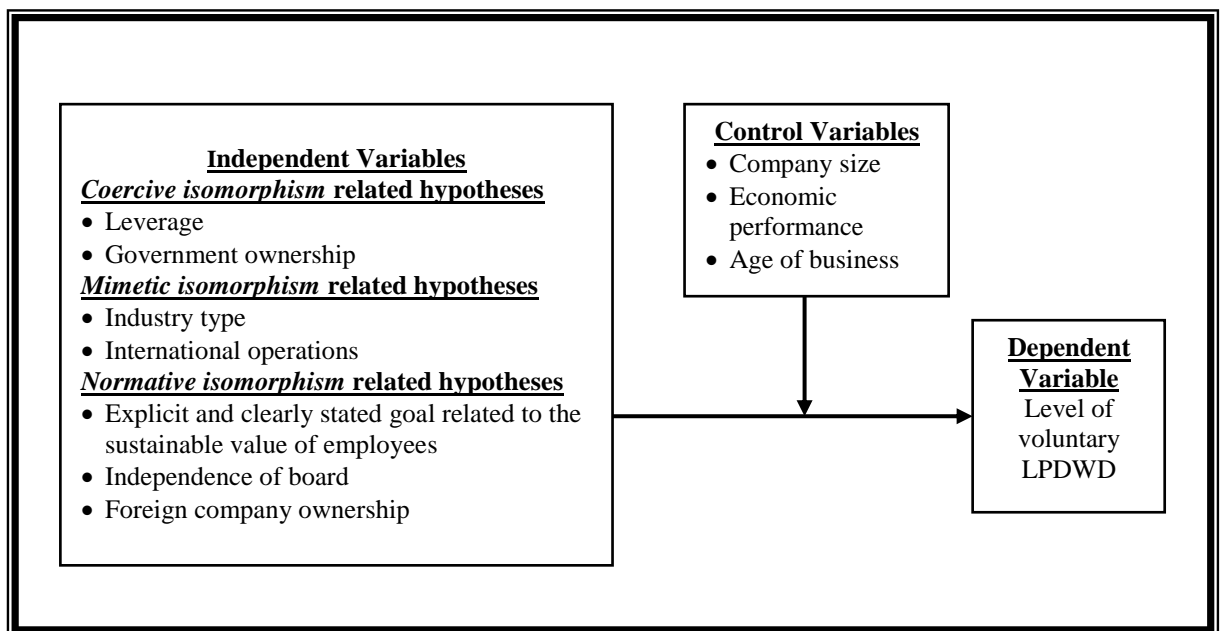 Independent Variables
Coercive isomorphism related hypotheses
• Leverage
• Government ownership
Mimetic isomorphism related hypotheses
• Industry type
• International operations
Normative isomorphism related hypotheses
• Explicit and clearly stated goal related to the
sustainable value of employees
• Independence of board
• Foreign company ownership
Control Variables
• Company size
• Economic
performance
• Age of business
Dependent
Variable
Level of
voluntary
LPDWD